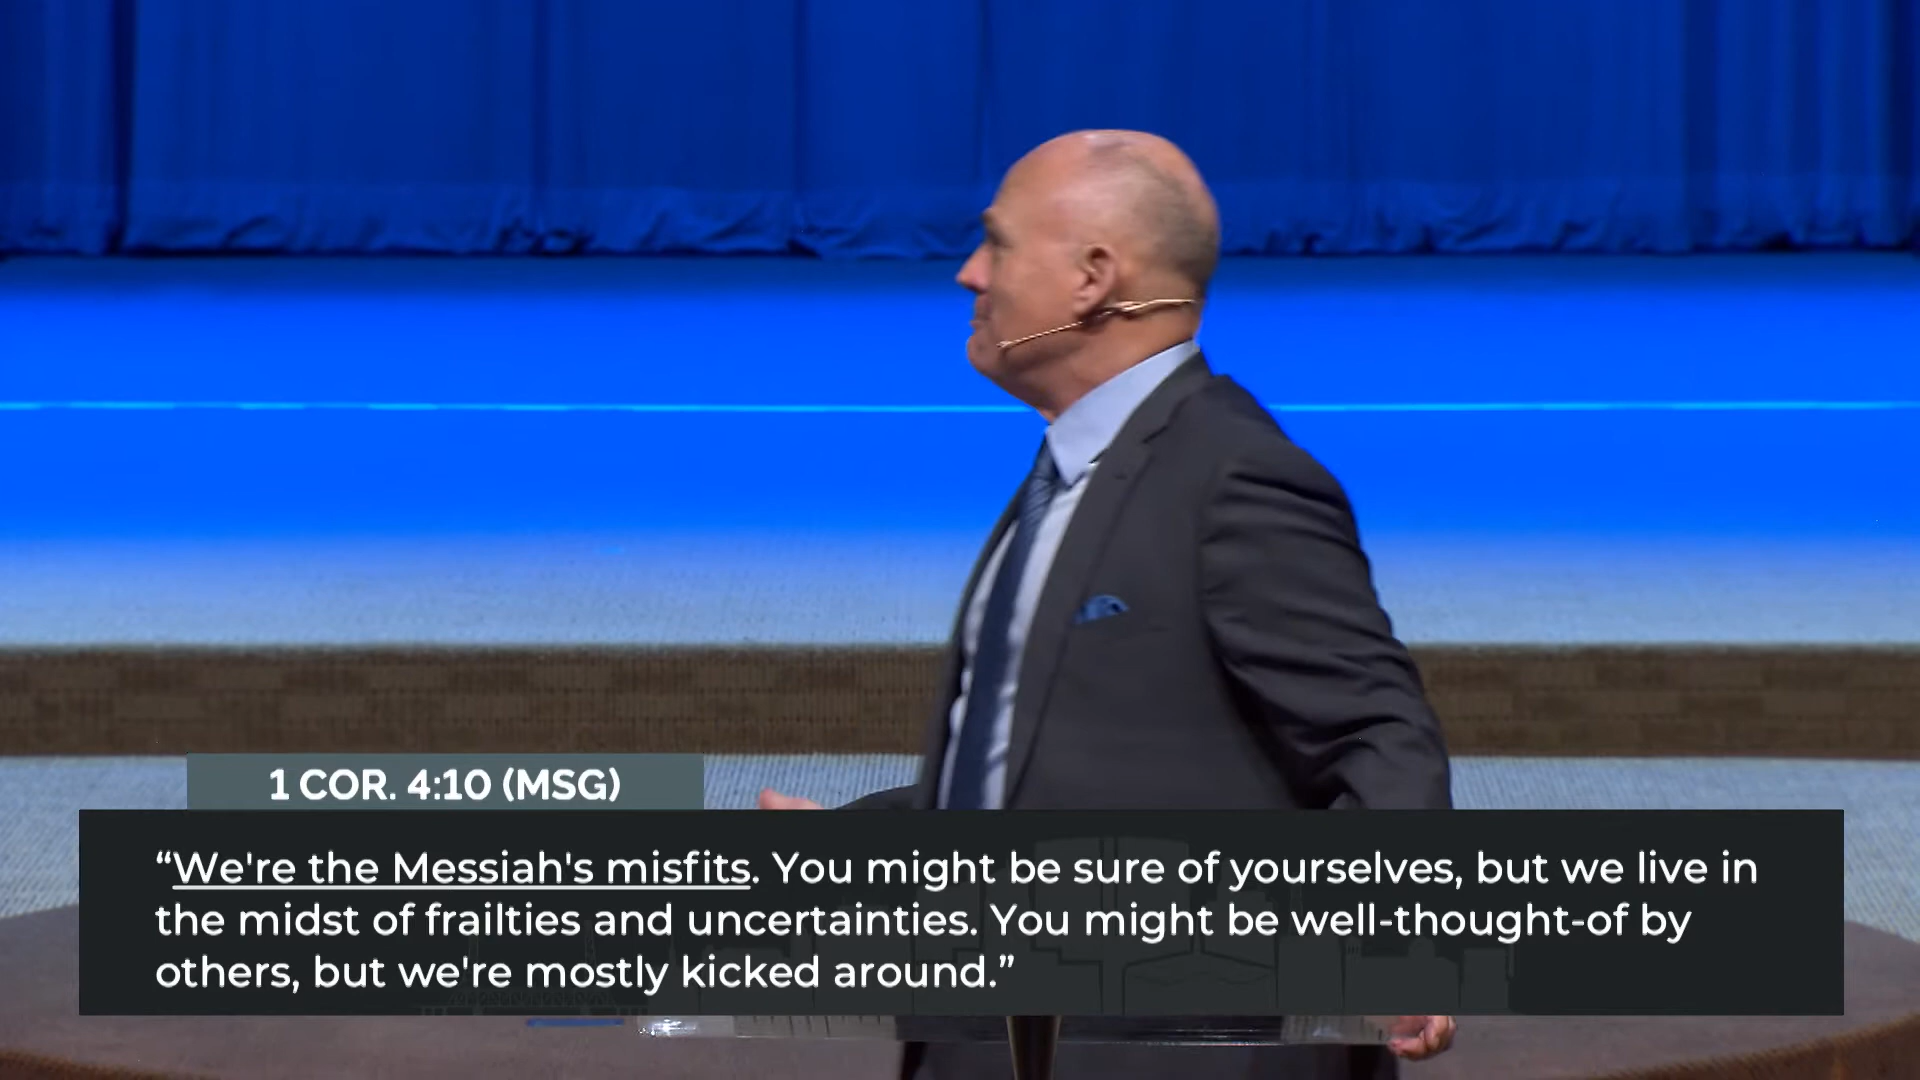 1 COR. 4:10 (MSG)
“We're the Messiah's misfits. You might be sure of yourselves, but we live in
the midst of frailties and uncertainties. You might be well-thought-of by
others, but we're mostly kicked around.”